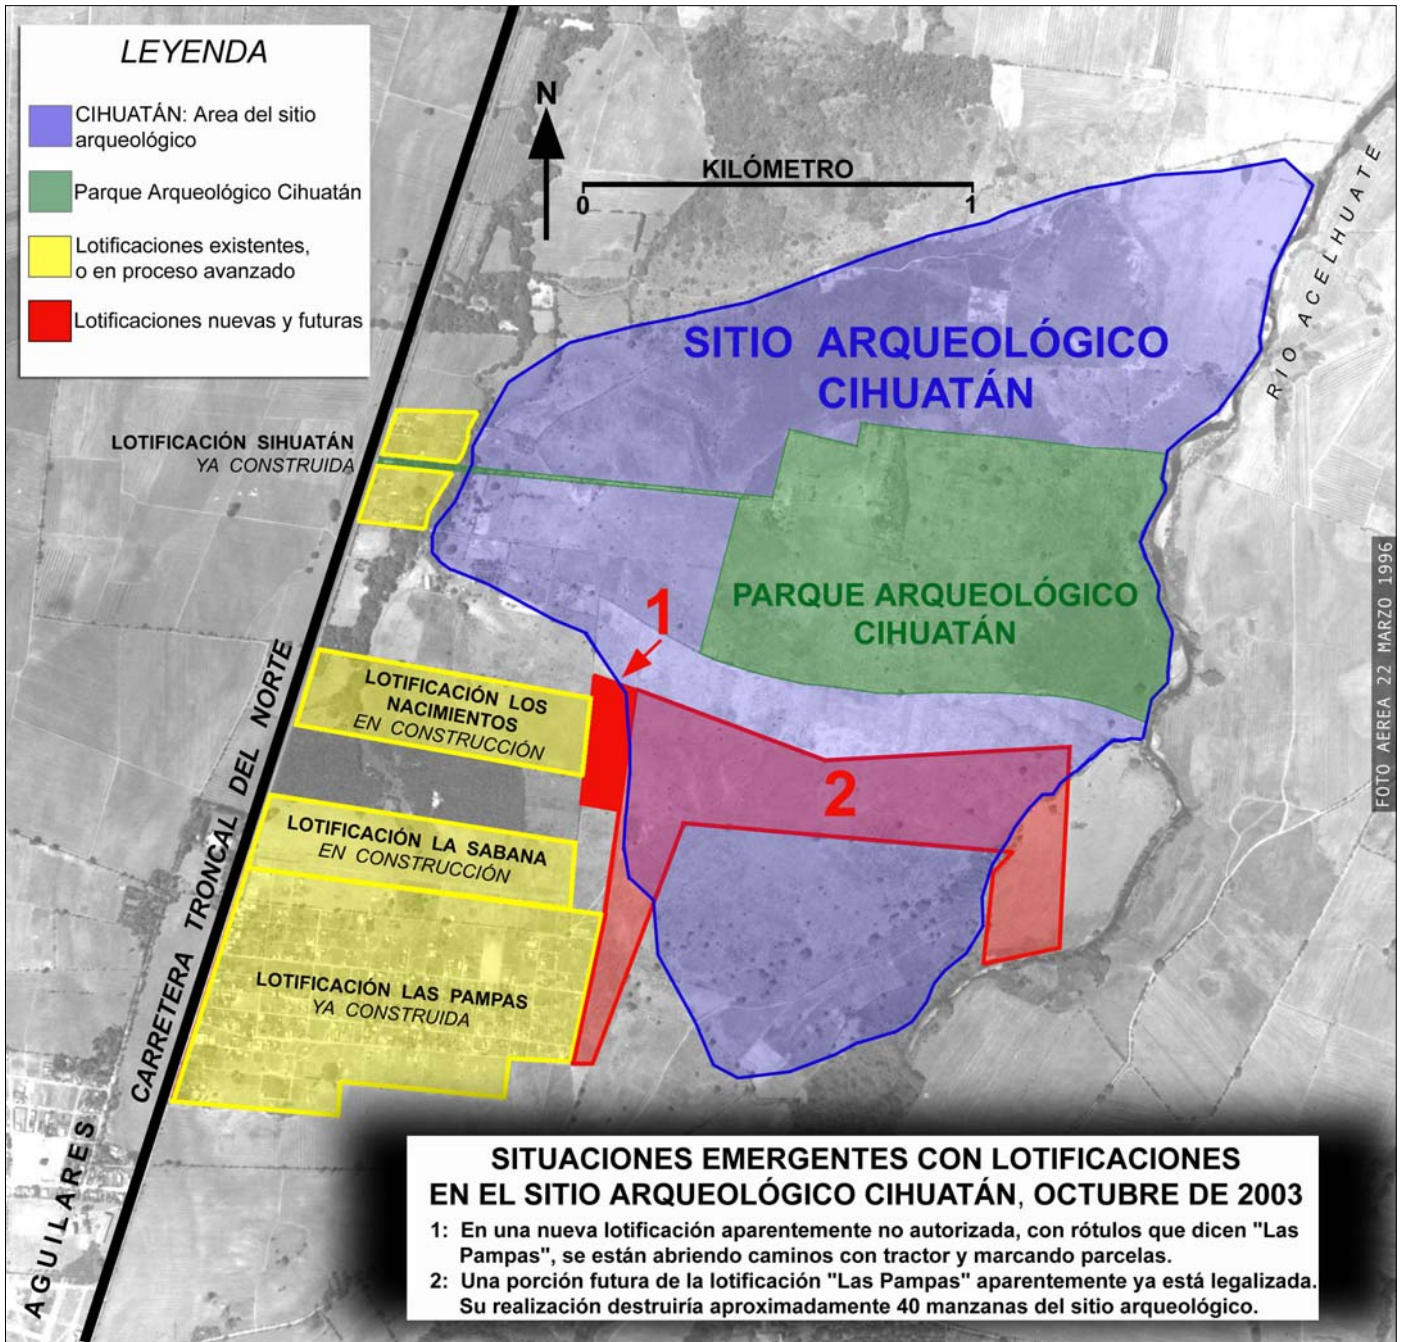 LEYENDA
CIHUATÁN: Area del sitio
arqueológico
Parque Arqueológico Cihuatán
Lotificaciones existentes,
o en proceso avanzado
Lotificaciones nuevas y futuras
N
KILÓMETRO
0 1
RIO ACELHUATE
SITIO ARQUEOLÓGICO
CIHUATÁN
LOTIFICACIÓN SIHUATÁN
YA CONSTRUIDA
FOTO AEREA 22 MARZO 1996
PARQUE ARQUEOLÓGICO
CIHUATÁN
1
LOTIFICACIÓN LOS
NACIMIENTOS
EN CONSTRUCCIÓN
2
LOTIFICACIÓN LA SABANA
EN CONSTRUCCIÓN
LOTIFICACIÓN LAS PAMPAS
YA CONSTRUIDA
CARRETERA TRONCAL DEL NORTE
AGUILARES
SITUACIONES EMERGENTES CON LOTIFICACIONES
EN EL SITIO ARQUEOLÓGICO CIHUATÁN, OCTUBRE DE 2003
1: En una nueva lotificación aparentemente no autorizada, con rótulos que dicen "Las
Pampas", se están abriendo caminos con tractor y marcando parcelas.
2: Una porción futura de la lotificación "Las Pampas" aparentemente ya está legalizada.
Su realización destruiría aproximadamente 40 manzanas del sitio arqueológico.